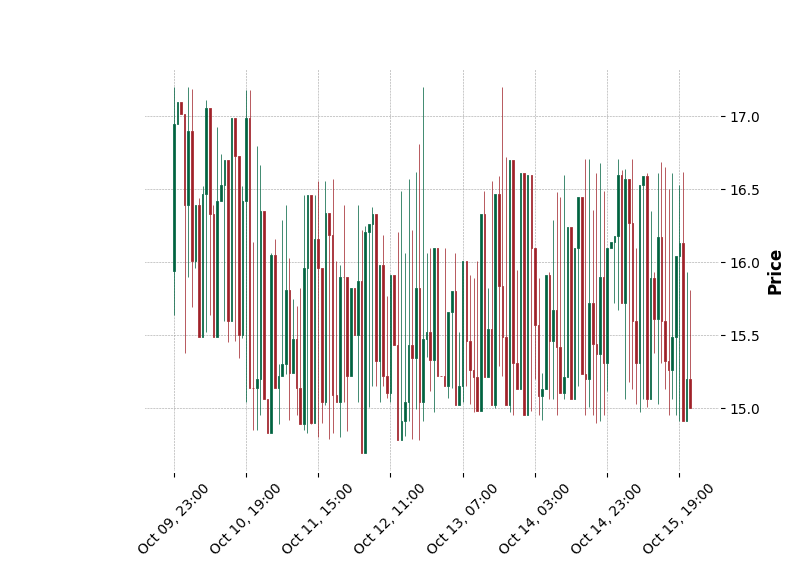 17.0
16.5
16.0
15.5
15.0
Price
Oct 09, 23:00
Oct 10, 19:00
Oct 11, 15:00
Oct 12, 11:00
Oct 13, 07:00
Oct 14, 03:00
Oct 14, 23:00
Oct 15, 19:00